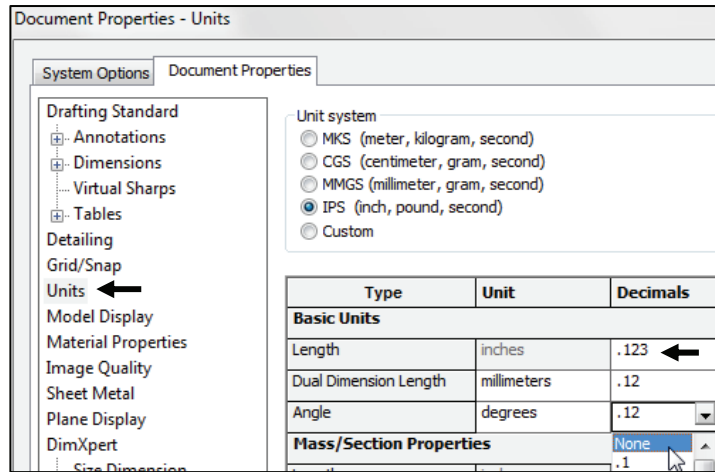 Document Properties - Units
System Options Document Properties
Drafting Standard
Annotations
Dimensions
Virtual Sharps
Tables
Detailing
Grid/Snap
Units
Model Display
Material Properties
Image Quality
Sheet Metal
Plane Display
DimXpert
Size Dimension
Unit system
MKS (meter, kilogram, second)
CGS (centimeter, gram, second)
MMGS (millimeter, gram, second)
IPS (inch, pound, second)
Custom
Type Unit Decimals
Basic Units
Length inches .123
Dual Dimension Length millimeters .12
Angle degrees .12
Mass/Section Properties None
.1